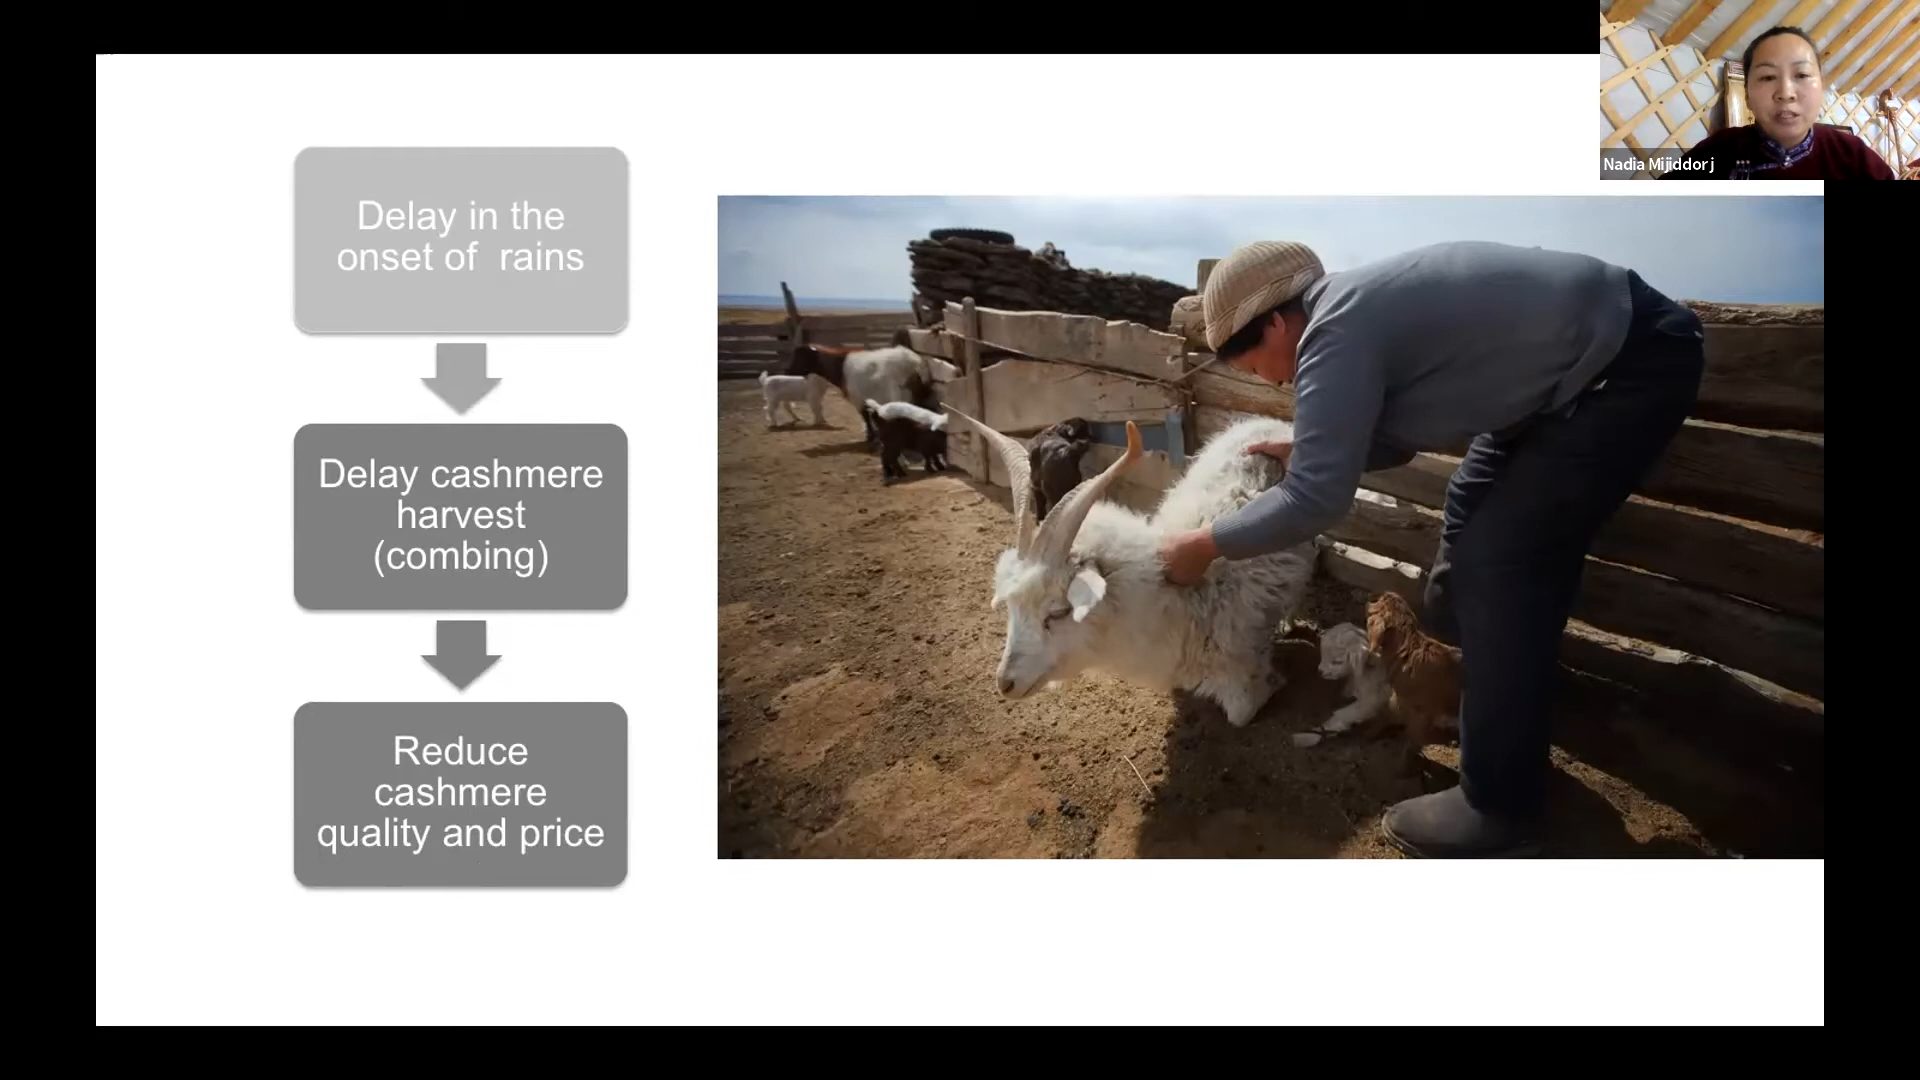 Delay in the
onset of  rains
Delay cashmere
harvest
(combing)
Reduce
cashmere
quality and price
Nadia Mijiddorj